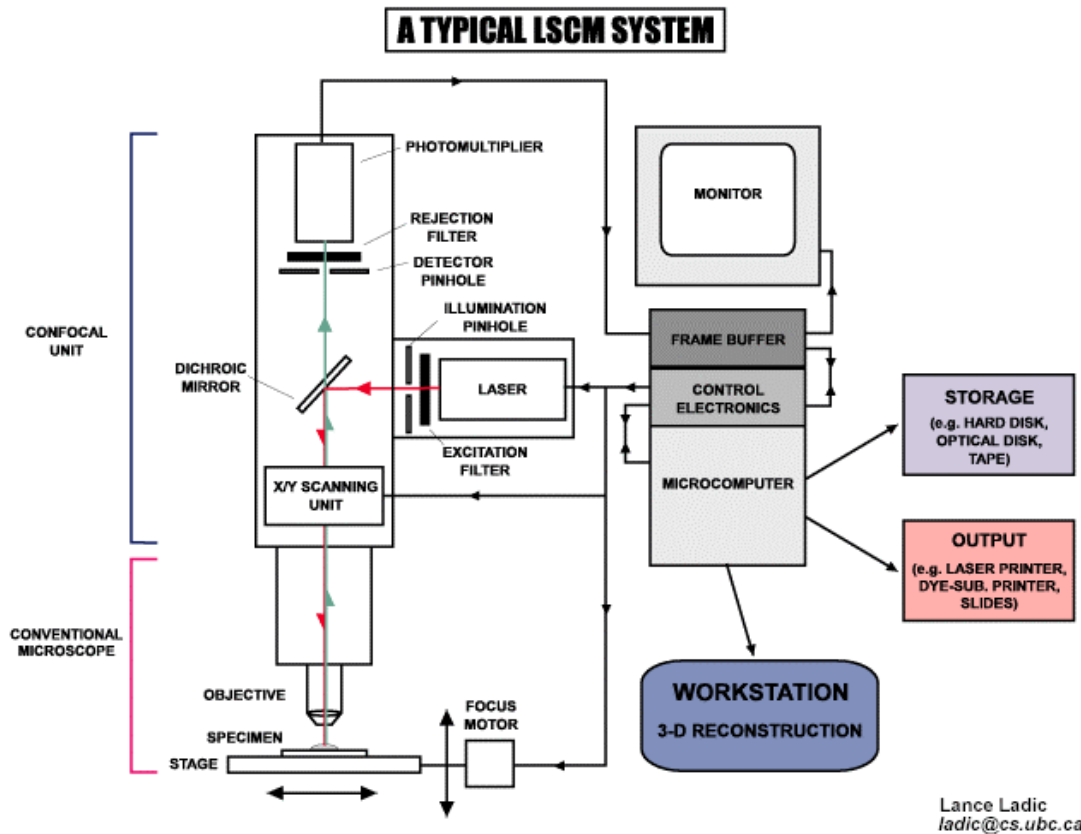 A TYPICAL LSCM SYSTEM
PHOTOMULTIPLIER
REJECTION
FILTER
DETECTOR
PINHOLE
ILLUMINATION
PINHOLE
CONFOCAL
UNIT
DICHROIC
MIRROR
LASER
EXCITATION
FILTER
X/Y SCANNING
UNIT
MONITOR
FRAME BUFFER
CONTROL
ELECTRONICS
MICROCOMPUTER
STORAGE
(e.g. HARD DISK,
OPTICAL DISK,
TAPE)
OUTPUT
(e.g. LASER PRINTER,
DYE-SUB. PRINTER,
SLIDES)
CONVENTIONAL
MICROSCOPE
OBJECTIVE
SPECIMEN
STAGE
FOCUS
MOTOR
WORKSTATION
3-D RECONSTRUCTION
Lance Ladic
ladic@cs.ubc.ca